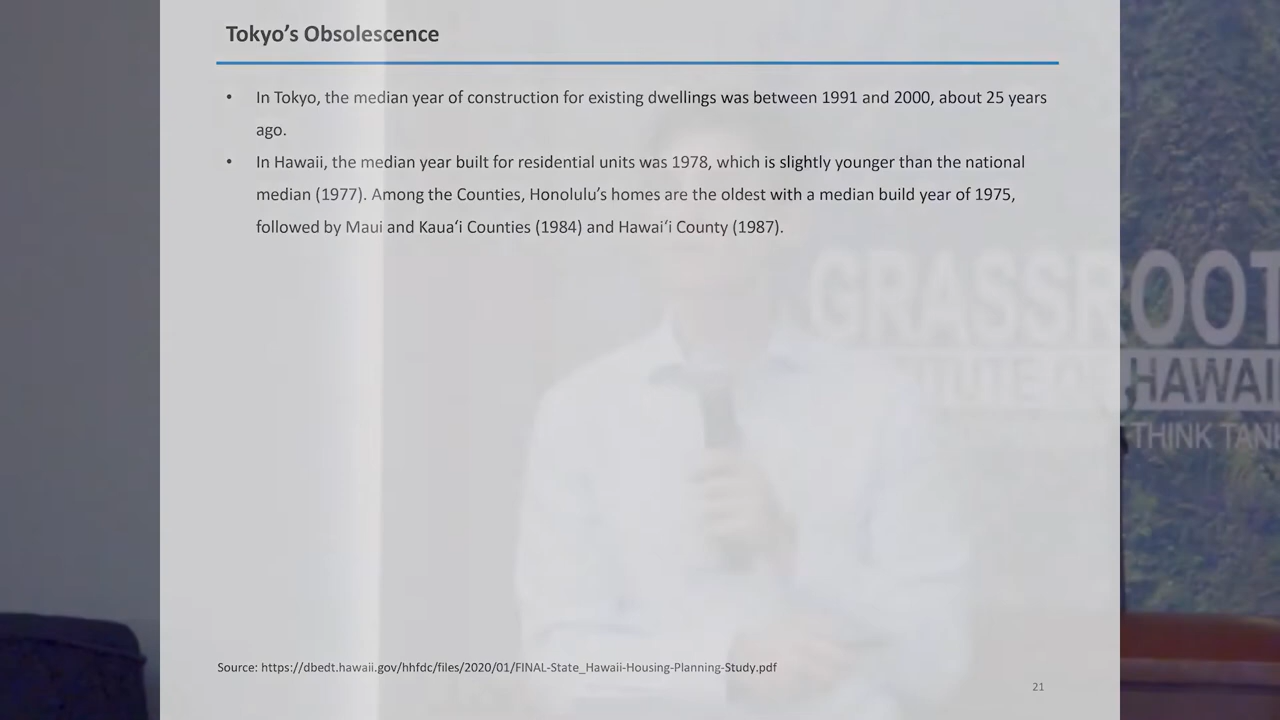 Tokyo’s Obsolescence
• In Tokyo, the median year of construction for existing dwellings was between 1991 and 2000, about 25 years
ago.
• In Hawaii, the median year built for residential units was 1978, which is slightly younger than the national
median (1977). Among the Counties, Honolulu’s homes are the oldest with a median build year of 1975,
followed by Maui and Kaua‘i Counties (1984) and Hawai‘i County (1987).
GRASSROOT
HAWAII
THINK TANK
Source: https://dbedt.hawaii.gov/hhfdc/files/2020/01/FINAL-State_Hawaii-Housing-Planning-Study.pdf
21